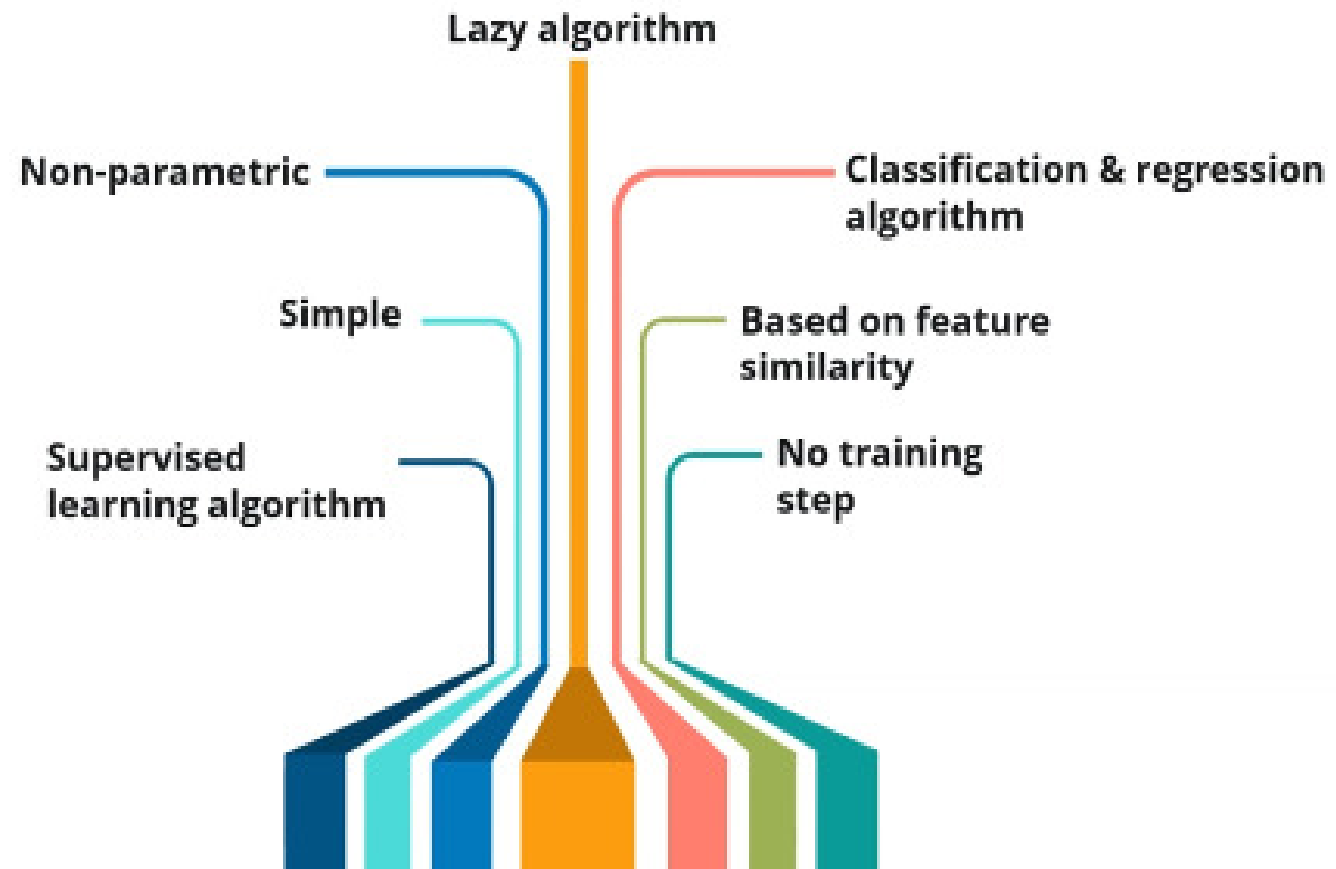 Lazy algorithm
Non-parametric
Classification & regression
algorithm
Simple
Based on feature
similarity
Supervised
learning algorithm
No training
step